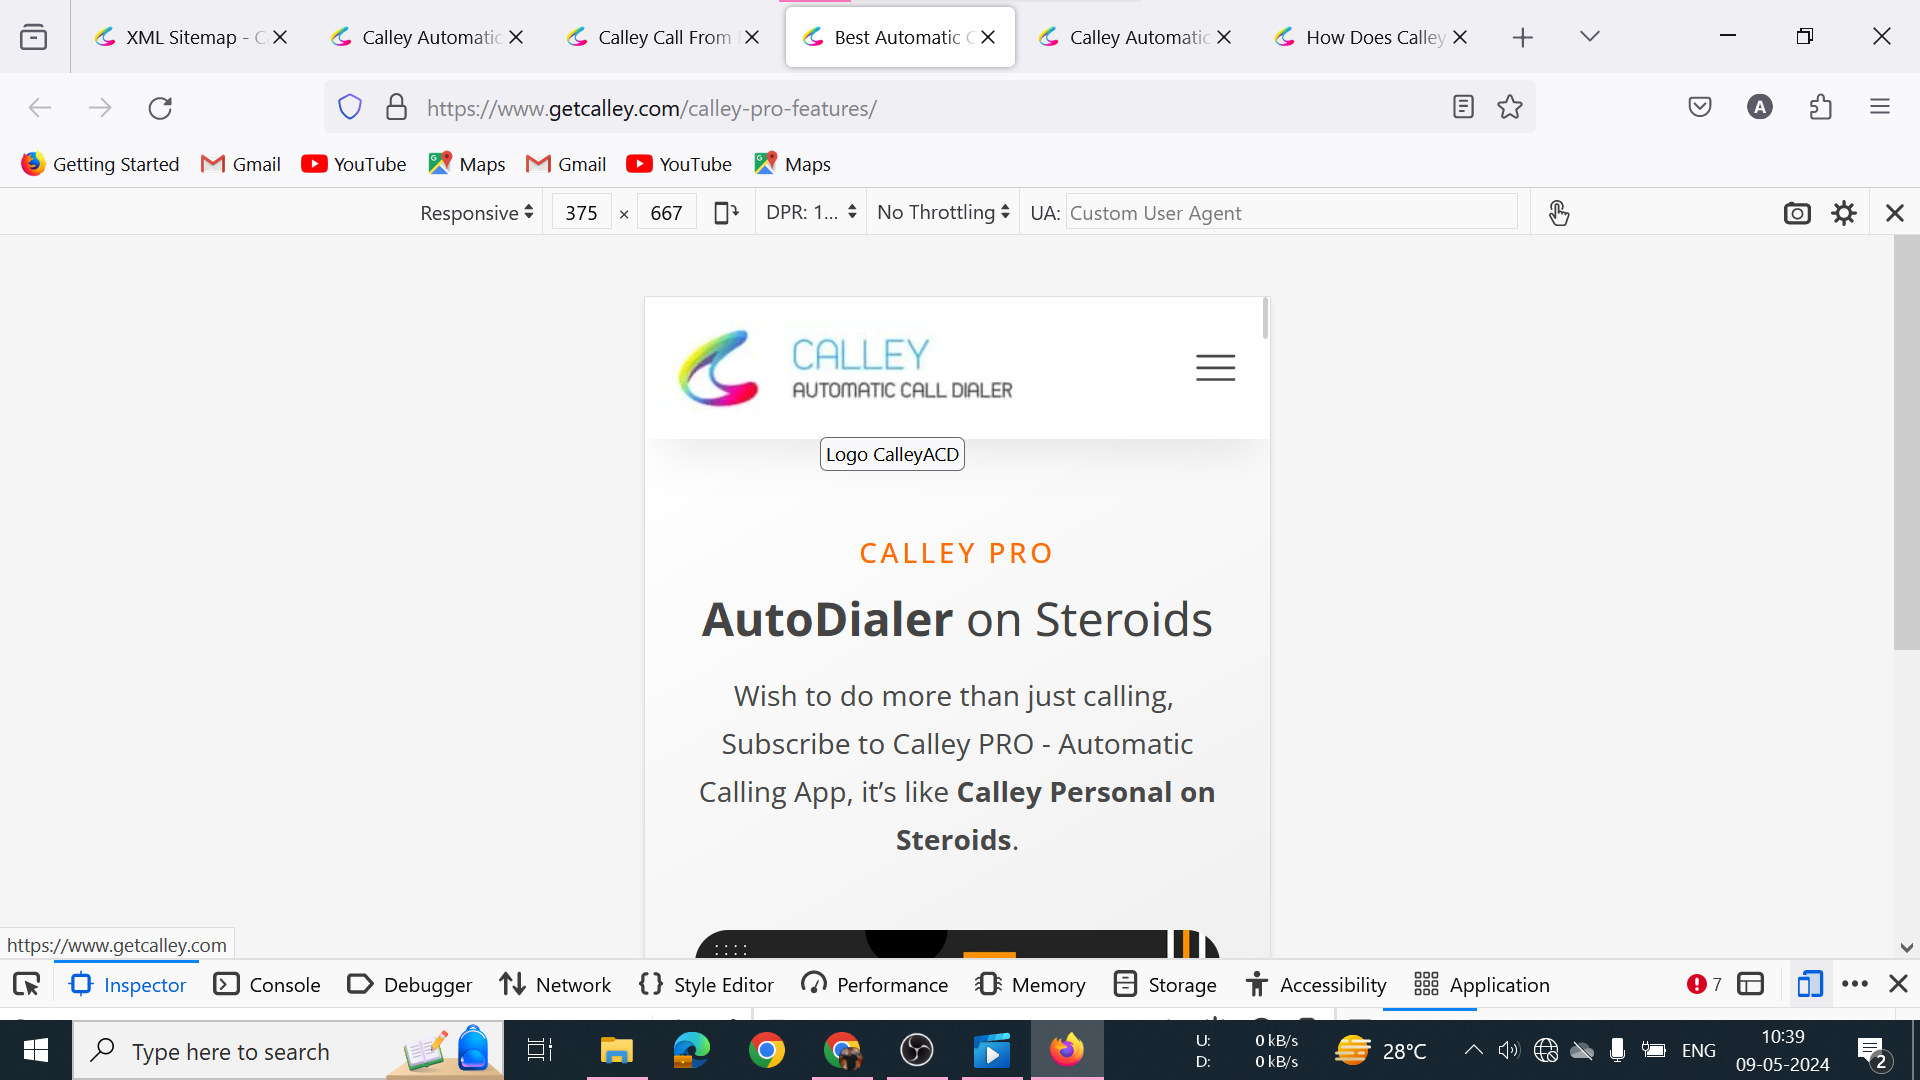 XML Sitemap - C
Calley Automatic
Calley Call From
Best Automatic C
Calley Automatic
How Does Calley
https://www.getcalley.com/calley-pro-features/
A
Getting Started
Gmail
YouTube
Maps
Gmail
YouTube
Maps
Responsive
375 × 667
DPR: 1...
No Throttling
UA: Custom User Agent
CALLEY
AUTOMATIC CALL DIALER
Logo CalleyACD
CALLEY PRO
AutoDialer on Steroids
Wish to do more than just calling,
Subscribe to Calley PRO - Automatic
Calling App, it’s like Calley Personal on
Steroids.
https://www.getcalley.com
Inspector
Console
Debugger
Network
Style Editor
Performance
Memory
Storage
Accessibility
Application
7
Type here to search
U: 0 kB/s
D: 0 kB/s
28°C
ENG
10:39
09-05-2024
2